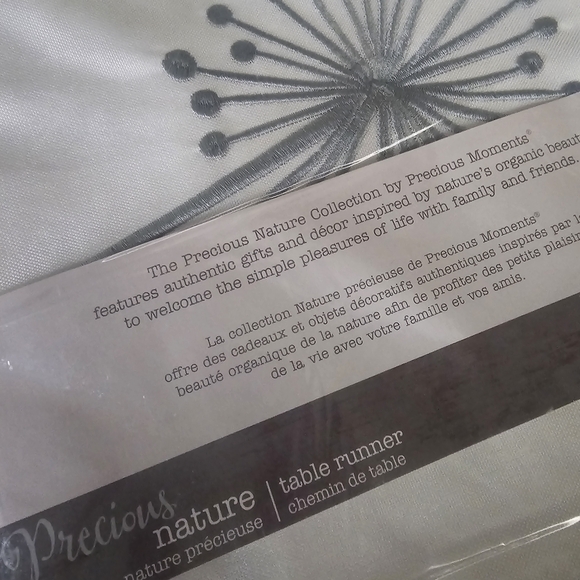 The Precious Nature Collection by Precious Moments®
features authentic gifts and décor inspired by nature's organic
to welcome the simple pleasures of life with family and friends.
La collection Nature précieuse de Precious Moments®
offre des cadeaux et objets décoratifs authentiques inspirés par
beauté organique de la nature afin de profiter des petits
de la vie avec votre famille et vos amis.
Precious
nature | table runner
nature précieuse | chemin de table